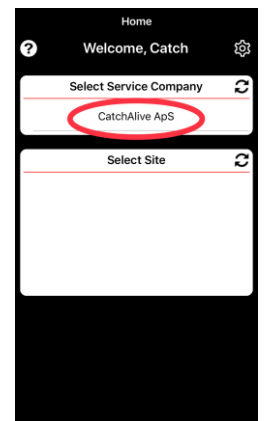 Home
Welcome, Catch
Select Service Company
CatchAlive ApS
Select Site